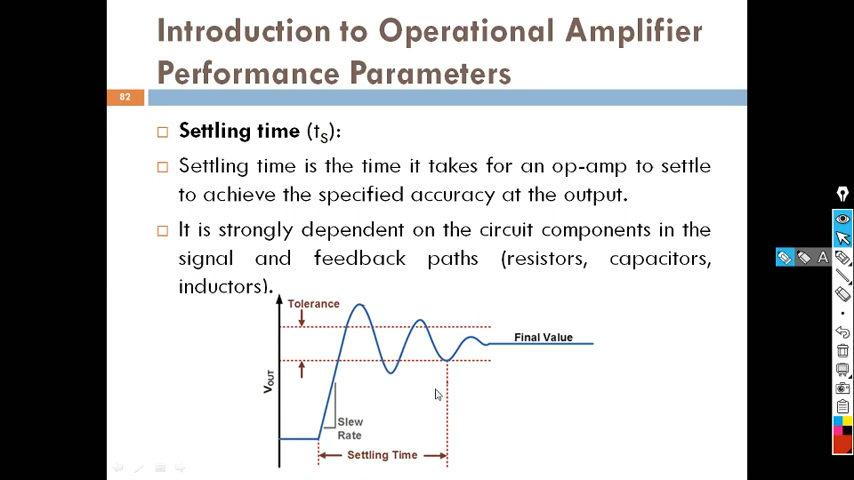 Introduction to Operational Amplifier
Performance Parameters
82
Settling time (tS):
Settling time is the time it takes for an op-amp to settle
to achieve the specified accuracy at the output.
It is strongly dependent on the circuit components in the
signal and feedback paths (resistors, capacitors,
inductors).
Tolerance
Final Value
VOUT
Slew
Rate
Settling Time
A